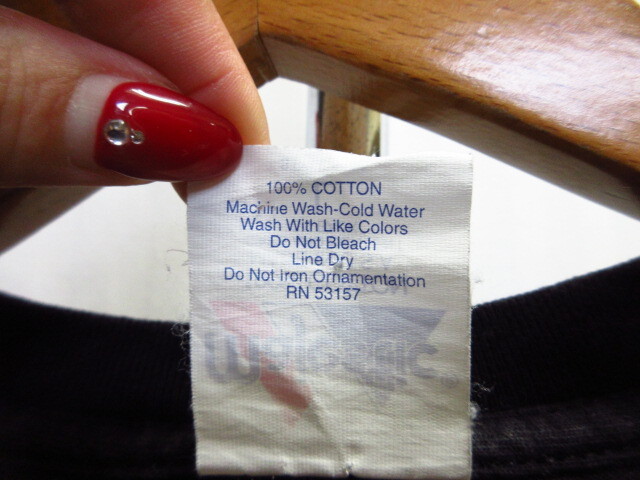 100% COTTON
Machine Wash-Cold Water
Wash With Like Colors
Do Not Bleach
Line Dry
Do Not Iron Ornamentation
RN 53157